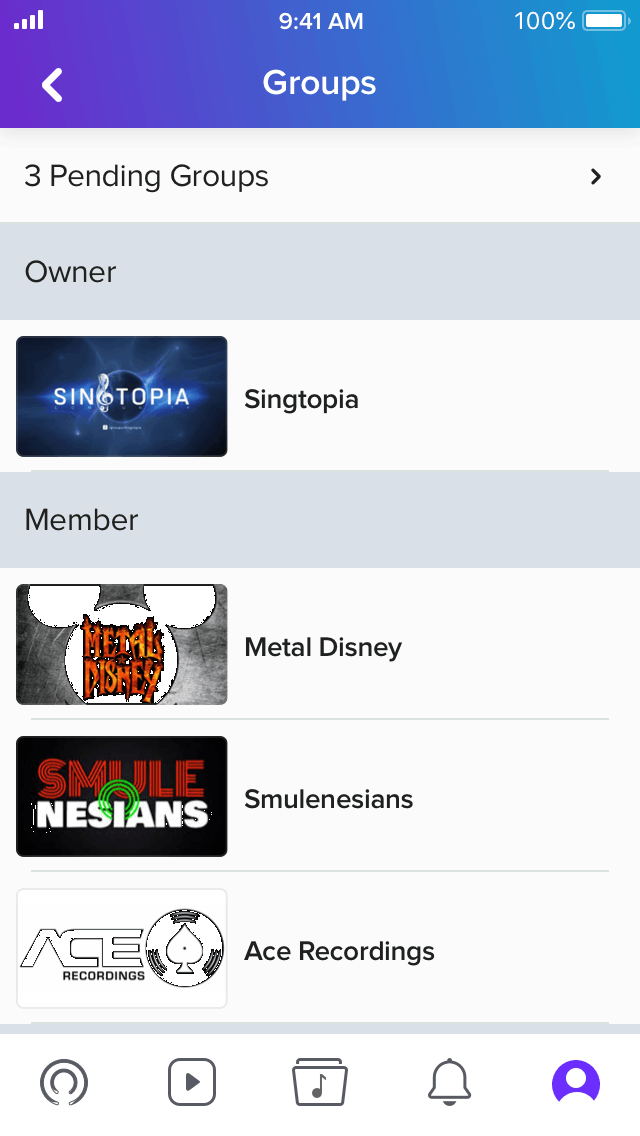 9:41 AM 100%
Groups
3 Pending Groups
Owner
SINGTOPIA
Singtopia
Member
METAL
DISNEY
Metal Disney
SMULE
NESIANS
Smulenesians
ACE
RECORDINGS
Ace Recordings